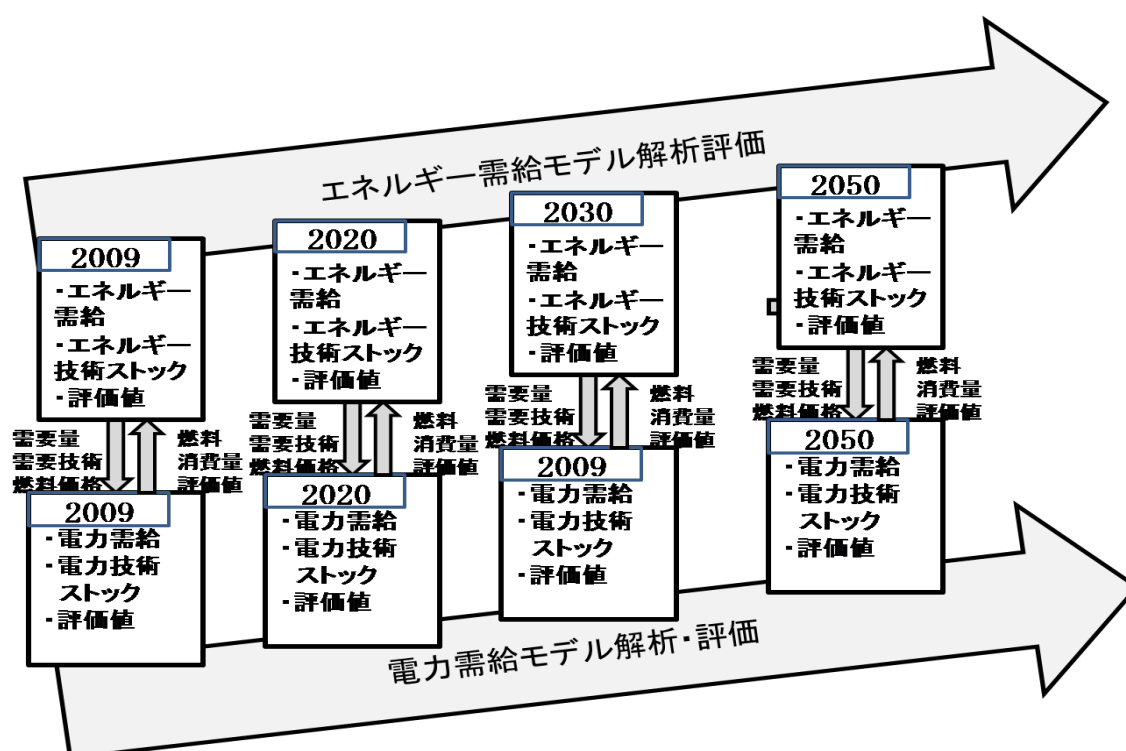 エネルギー需給モデル解析評価
2009
・エネルギー
需給
・エネルギー
技術ストック
・評価値
2020
・エネルギー
需給
・エネルギー
技術ストック
・評価値
2030
・エネルギー
需給
・エネルギー
技術ストック
・評価値
2050
・エネルギー
需給
・エネルギー
技術ストック
・評価値
需要量
需要技術
燃料価格
燃料
消費量
評価値
需要量
需要技術
燃料価格
燃料
消費量
評価値
需要量
需要技術
燃料価格
燃料
消費量
評価値
需要量
需要技術
燃料価格
燃料
消費量
評価値
2009
・電力需給
・電力技術
ストック
・評価値
2020
・電力需給
・電力技術
ストック
・評価値
2009
・電力需給
・電力技術
ストック
・評価値
2050
・電力需給
・電力技術
ストック
・評価値
電力需給モデル解析・評価